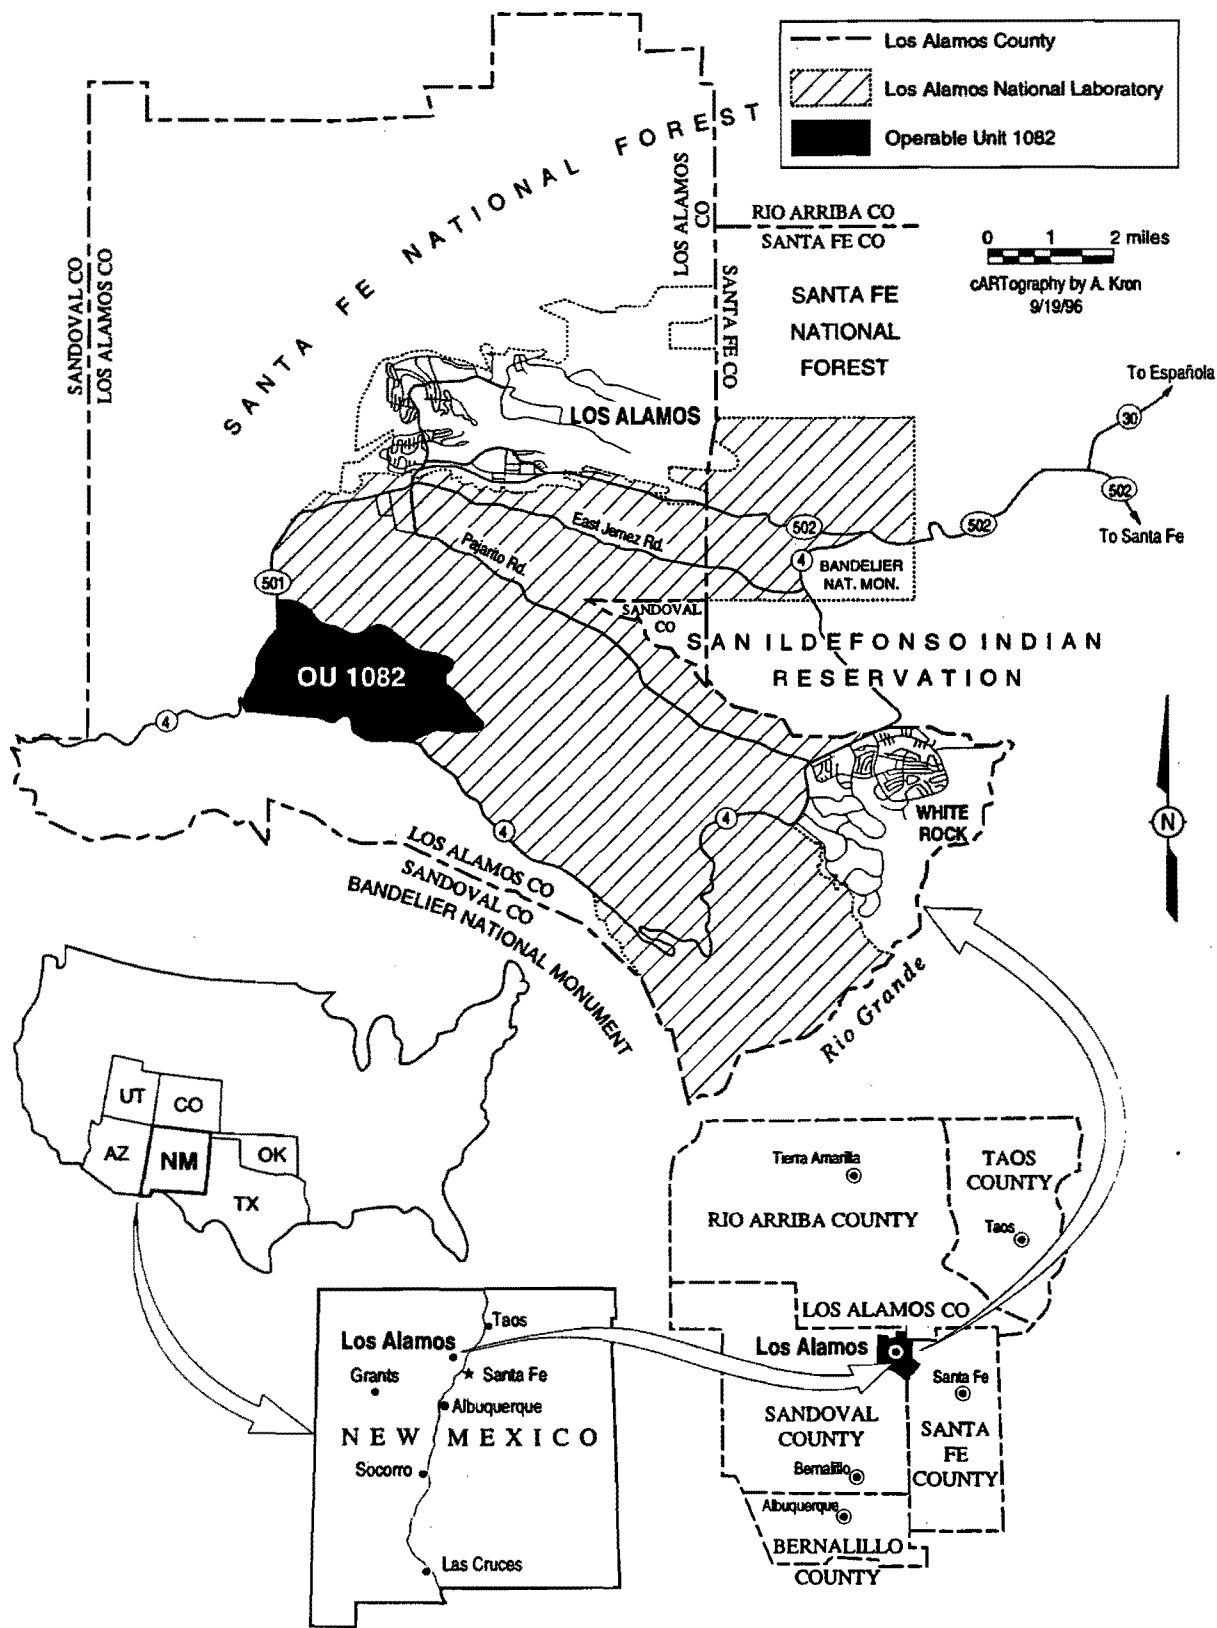 Los Alamos County
Los Alamos National Laboratory
Operable Unit 1082
SANTA FE NATIONAL FOREST
LOS ALAMOS
CO
RIO ARRIBA CO
SANTA FE CO
0 1 2 miles
cARTography by A. Kron
9/19/96
SANDOVAL CO
LOS ALAMOS CO
SANTA FE CO
SANTA FE
NATIONAL
FOREST
To Española
30
LOS ALAMOS
502
502
502
To Santa Fe
East Jemez Rd.
Pajarito Rd.
4
BANDELIER
NAT. MON.
501
SANDOVAL
CO
SAN ILDEFONSO INDIAN
RESERVATION
OU 1082
4
N
WHITE
ROCK
4
4
LOS ALAMOS CO
SANDOVAL CO
BANDELIER NATIONAL MONUMENT
Rio Grande
UT
CO
AZ
NM
OK
TX
Tierra Amarilla
TAOS
COUNTY
RIO ARRIBA COUNTY
Taos
LOS ALAMOS CO
Los Alamos
Santa Fe
SANDOVAL
COUNTY
SANTA
FE
COUNTY
Bernalillo
Albuquerque
BERNALILLO
COUNTY
Taos
Los Alamos
Santa Fe
Grants
Albuquerque
NEW MEXICO
Socorro
Las Cruces